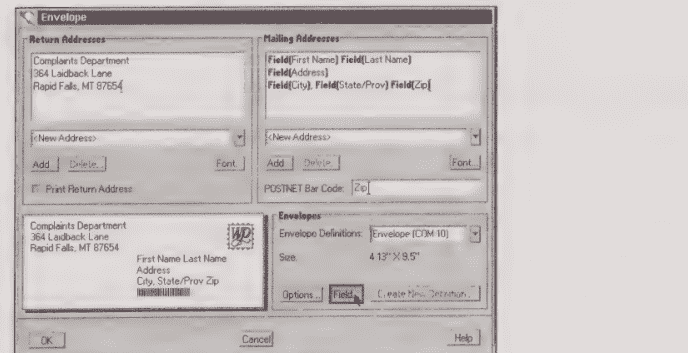 Envelope
Return Addresses
Complaints Department
364 Laidback Lane
Rapid Falls, MT 87654
<New Address>
Add
Delete..
Font..
Print Return Address
Mailing Addresses
Field(First Name) Field(Last Name)
Field(Address)
Field(City), Field(State/Prov) Field(Zip)
<New Address>
Add
Delete..
Font..
POSTNET Bar Code: Zip
Complaints Department
364 Laidback Lane
Rapid Falls, MT 87654
WP
First Name Last Name
Address
City, State/Prov Zip
Envelopes
Envelope Definitions: Envelope (COM 10)
Size: 4.13" X 9.5"
Options...
Field..
Create New Definition...
OK
Cancel
Help